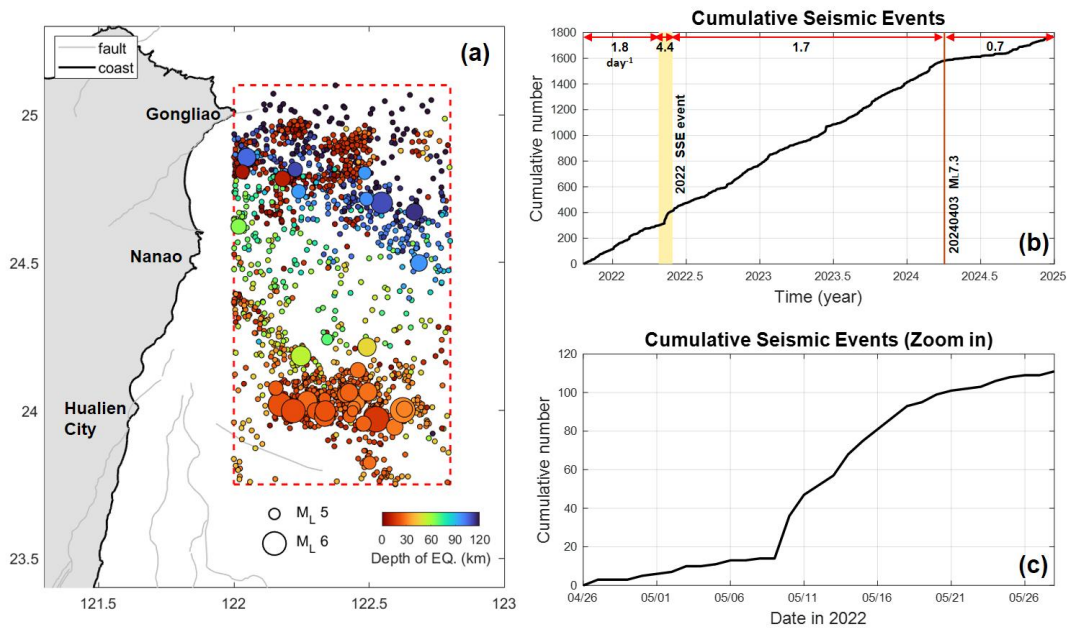 (a)
fault
coast
Gongliao
Nanao
Hualien
City
25
24.5
24
23.5
121.5
122
122.5
123
M_L 5
M_L 6
0 30 60 90 120
Depth of EQ. (km)
Cumulative Seismic Events
1.8
day⁻¹
4.4
1.7
0.7
2022 SSE event
20240403 M_L7.3
(b)
Cumulative number
1800
1600
1400
1200
1000
800
600
400
200
0
2022
2022.5
2023
2023.5
2024
2024.5
2025
Time (year)
Cumulative Seismic Events (Zoom in)
Cumulative number
120
100
80
60
40
20
0
04/26
05/01
05/06
05/11
05/16
05/21
05/26
Date in 2022
(c)